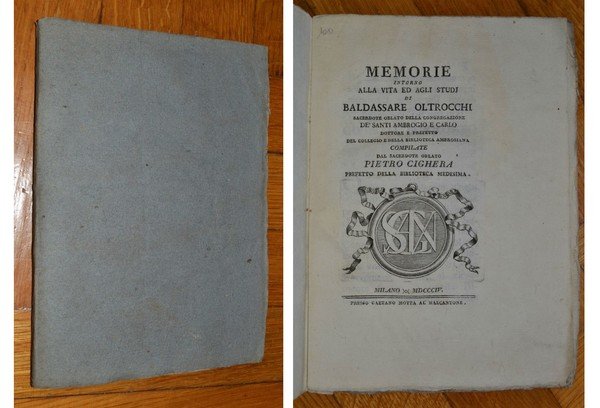 MEMORIE
INTORNO
ALLA VITA ED AGLI STUDJ
DI
BALDASSARE OLTROCCHI
SACERDOTE OBLATO DELLA CONGREGAZIONE
DE' SANTI AMBROGIO E CARLO
DOTTORE E PREFETTO
DEL COLLEGIO E DELLA BIBLIOTECA AMBROSIANA
COMPILATE
DAL SACERDOTE OBLATO
PIETRO CIGHERA
PREFETTO DELLA BIBLIOTECA MEDESIMA.
MILANO MDCCCIV.
PRESSO GAETANO MOTTA AL MALCANTONE.